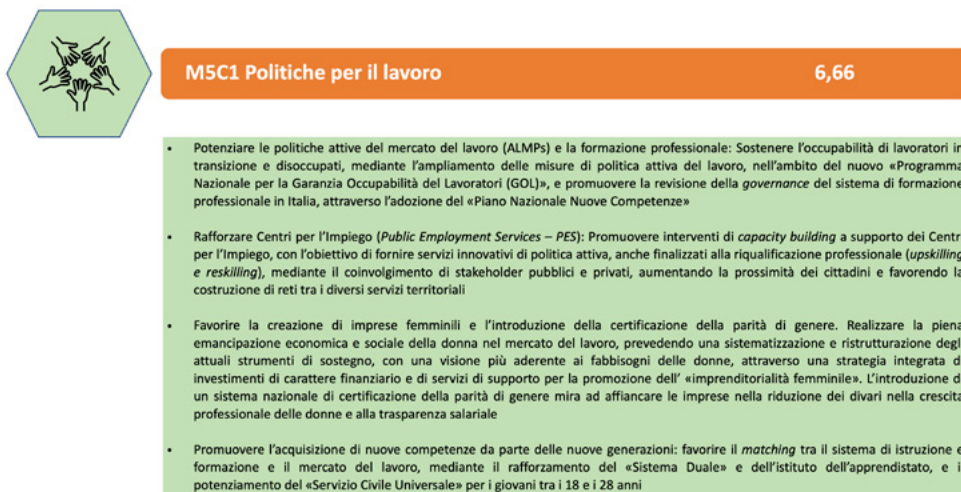 M5C1 Politiche per il lavoro 6,66
• Potenziare le politiche attive del mercato del lavoro (ALMPs) e la formazione professionale: Sostenere l'occupabilità di lavoratori in
transizione e disoccupati, mediante l'ampliamento delle misure di politica attiva del lavoro, nell'ambito del nuovo «Programma
Nazionale per la Garanzia Occupabilità del Lavoratori (GOL)», e promuovere la revisione della governance del sistema di formazione
professionale in Italia, attraverso l'adozione del «Piano Nazionale Nuove Competenze»
• Rafforzare Centri per l'Impiego (Public Employment Services – PES): Promuovere interventi di capacity building a supporto dei Centri
per l'Impiego, con l'obiettivo di fornire servizi innovativi di politica attiva, anche finalizzati alla riqualificazione professionale (upskilling
e reskilling), mediante il coinvolgimento di stakeholder pubblici e privati, aumentando la prossimità dei cittadini e favorendo la
costruzione di reti tra i diversi servizi territoriali
• Favorire la creazione di imprese femminili e l'introduzione della certificazione della parità di genere. Realizzare la piena
emancipazione economica e sociale della donna nel mercato del lavoro, prevedendo una sistematizzazione e ristrutturazione degl
attuali strumenti di sostegno, con una visione più aderente ai fabbisogni delle donne, attraverso una strategia integrata d
investimenti di carattere finanziario e di servizi di supporto per la promozione dell' «imprenditorialità femminile». L'introduzione d
un sistema nazionale di certificazione della parità di genere mira ad affiancare le imprese nella riduzione dei divari nella crescita
professionale delle donne e alla trasparenza salariale
• Promuovere l'acquisizione di nuove competenze da parte delle nuove generazioni: favorire il matching tra il sistema di istruzione e
formazione e il mercato del lavoro, mediante il rafforzamento del «Sistema Duale» e dell'istituto dell'apprendistato, e i
potenziamento del «Servizio Civile Universale» per i giovani tra i 18 e i 28 anni